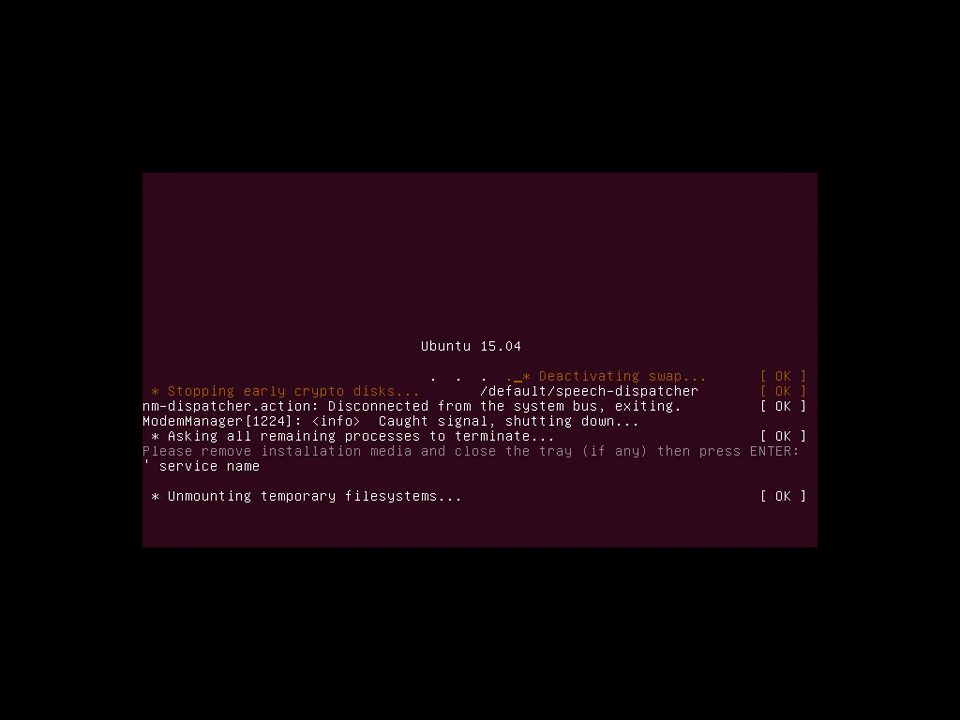 Ubuntu 15.04
. . . ._* Deactivating swap... [ OK ]
* Stopping early crypto disks... /default/speech-dispatcher [ OK ]
nm-dispatcher.action: Disconnected from the system bus, exiting. [ OK ]
ModemManager[1224]: <info>  Caught signal, shutting down...
* Asking all remaining processes to terminate... [ OK ]
Please remove installation media and close the tray (if any) then press ENTER:
' service name
* Unmounting temporary filesystems... [ OK ]